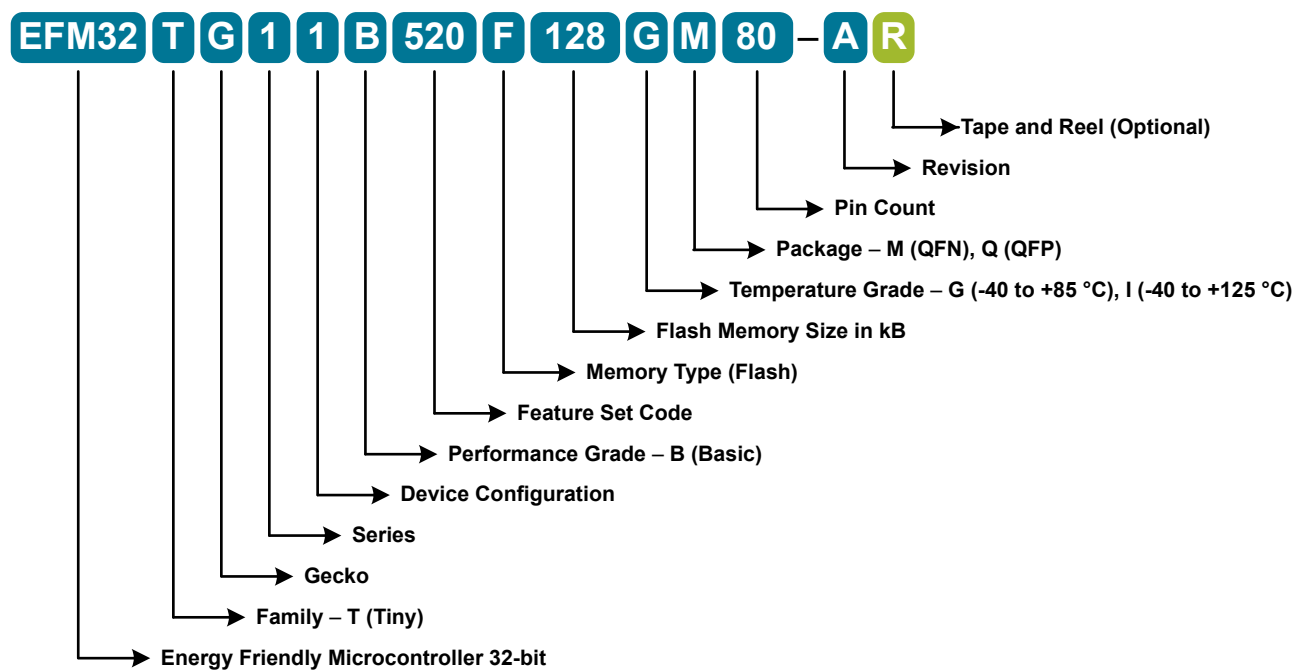 EFM32 T G 1 1 B 520 F 128 G M 80 – A R
Tape and Reel (Optional)
Revision
Pin Count
Package – M (QFN), Q (QFP)
Temperature Grade – G (-40 to +85 °C), I (-40 to +125 °C)
Flash Memory Size in kB
Memory Type (Flash)
Feature Set Code
Performance Grade – B (Basic)
Device Configuration
Series
Gecko
Family – T (Tiny)
Energy Friendly Microcontroller 32-bit